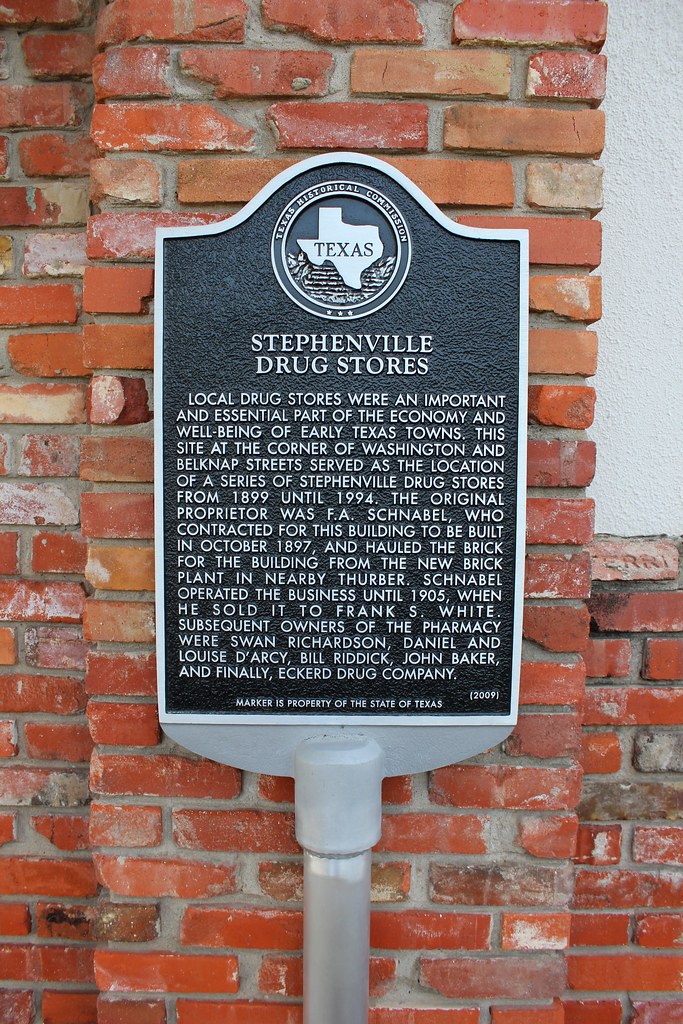 TEXAS HISTORICAL COMMISSION
TEXAS
STEPHENVILLE
DRUG STORES
LOCAL DRUG STORES WERE AN IMPORTANT
AND ESSENTIAL PART OF THE ECONOMY AND
WELL-BEING OF EARLY TEXAS TOWNS. THIS
SITE AT THE CORNER OF WASHINGTON AND
BELKNAP STREETS SERVED AS THE LOCATION
OF A SERIES OF STEPHENVILLE DRUG STORES
FROM 1899 UNTIL 1994. THE ORIGINAL
PROPRIETOR WAS F.A. SCHNABEL, WHO
CONTRACTED FOR THIS BUILDING TO BE BUILT
IN OCTOBER 1897, AND HAULED THE BRICK
FOR THE BUILDING FROM THE NEW BRICK
PLANT IN NEARBY THURBER. SCHNABEL
OPERATED THE BUSINESS UNTIL 1905, WHEN
HE SOLD IT TO FRANK S. WHITE.
SUBSEQUENT OWNERS OF THE PHARMACY
WERE SWAN RICHARDSON, DANIEL AND
LOUISE D'ARCY, BILL RIDDICK, JOHN BAKER,
AND FINALLY, ECKERD DRUG COMPANY.
(2009)
MARKER IS PROPERTY OF THE STATE OF TEXAS